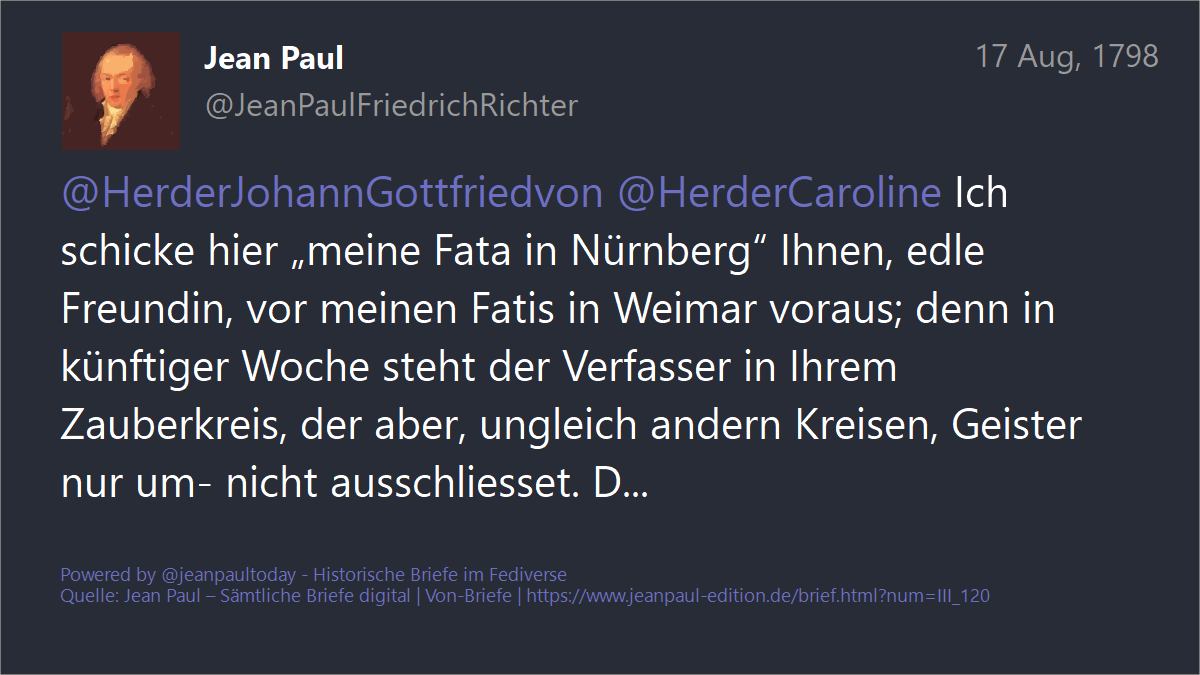 Jean Paul
17 Aug, 1798
@JeanPaulFriedrichRichter
@HerderJohannGottfriedvon @HerderCaroline Ich
schicke hier „meine Fata in Nürnberg“ Ihnen, edle
Freundin, vor meinen Fatis in Weimar voraus; denn in
künftiger Woche steht der Verfasser in Ihrem
Zauberkreis, der aber, ungleich andern Kreisen, Geister
nur um- nicht ausschliesset. D...
Powered by @jeanpaultoday - Historische Briefe im Fediverse
Quelle: Jean Paul – Sämtliche Briefe digital | Von-Briefe | https://www.jeanpaul-edition.de/brief.html?num=III_120